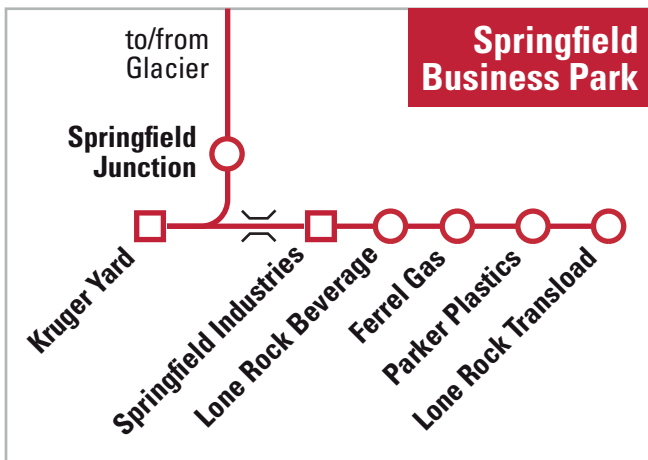 to/from
Glacier
Springfield
Business Park
Springfield
Junction
Kruger Yard
Springfield Industries
Lone Rock Beverage
Ferrel Gas
Parker Plastics
Lone Rock Transload